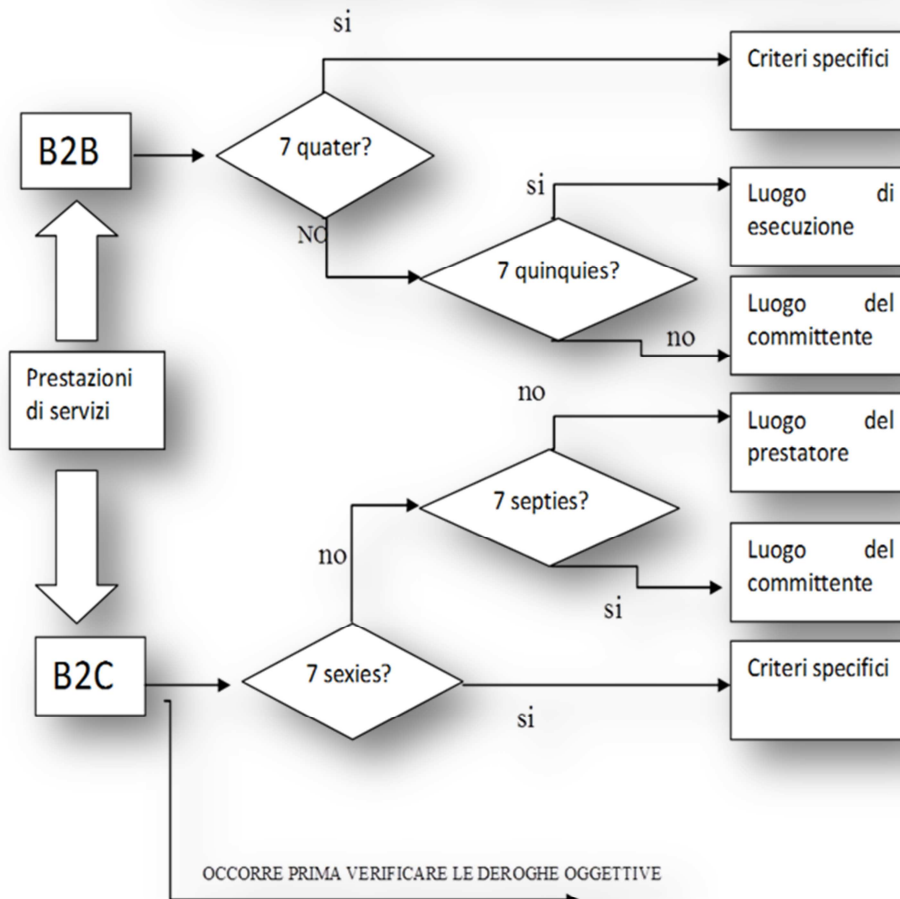 si
Criteri specifici
B2B
7 quater?
si
Luogo di
esecuzione
NO
7 quinquies?
Luogo del
committente
no
Prestazioni
di servizi
no
Luogo del
prestatore
7 septies?
no
Luogo del
committente
si
B2C
7 sexies?
Criteri specifici
si
OCCORRE PRIMA VERIFICARE LE DEROGHE OGGETTIVE